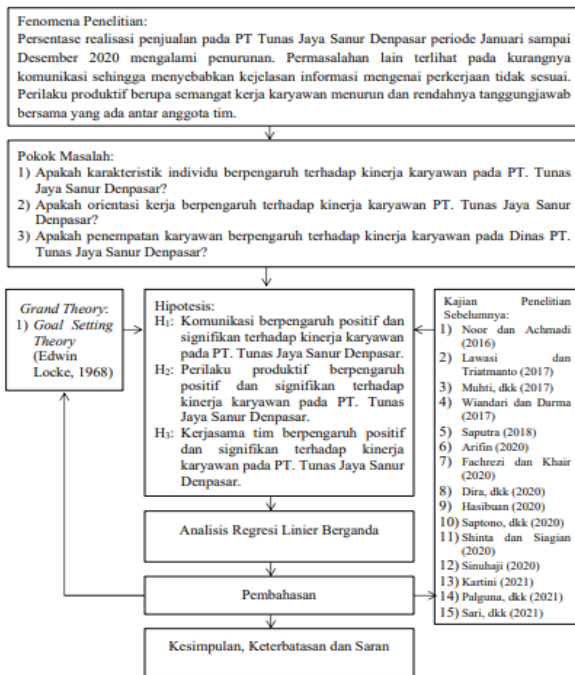 Fenomena Penelitian:
Persentase realisasi penjualan pada PT Tunas Jaya Sanur Denpasar periode Januari sampai
Desember 2020 mengalami penurunan. Permasalahan lain terlihat pada kurangnya
komunikasi sehingga menyebabkan kejelasan informasi mengenai perkerjaan tidak sesuai.
Perilaku produktif berupa semangat kerja karyawan menurun dan rendahnya tanggungjawab
bersama yang ada antar anggota tim.
Pokok Masalah:
1) Apakah karakteristik individu berpengaruh terhadap kinerja karyawan pada PT. Tunas
Jaya Sanur Denpasar?
2) Apakah orientasi kerja berpengaruh terhadap kinerja karyawan PT. Tunas Jaya Sanur
Denpasar?
3) Apakah penempatan karyawan berpengaruh terhadap kinerja karyawan pada Dinas PT.
Tunas Jaya Sanur Denpasar?
Grand Theory:
1) Goal Setting
Theory
(Edwin
Locke, 1968)
Hipotesis:
H₁: Komunikasi berpengaruh positif dan
signifikan terhadap kinerja karyawan
pada PT. Tunas Jaya Sanur Denpasar.
H₂: Perilaku produktif berpengaruh
positif dan signifikan terhadap
kinerja karyawan pada PT. Tunas
Jaya Sanur Denpasar.
H₃: Kerjasama tim berpengaruh positif
dan signifikan terhadap kinerja
karyawan pada PT. Tunas Jaya Sanur
Denpasar.
Kajian Penelitian
Sebelumnya:
1) Noor dan Achmadi
(2016)
2) Lawasi dan
Triatmanto (2017)
3) Muhti, dkk (2017)
4) Wiandari dan Darma
(2017)
5) Saputra (2018)
6) Arifin (2020)
7) Fachrezi dan Khair
(2020)
8) Dira, dkk (2020)
9) Hasibuan (2020)
10) Saptono, dkk (2020)
11) Shinta dan Siagian
(2020)
12) Sinuhaji (2020)
13) Kartini (2021)
14) Palguna, dkk (2021)
15) Sari, dkk (2021)
Analisis Regresi Linier Berganda
Pembahasan
Kesimpulan, Keterbatasan dan Saran